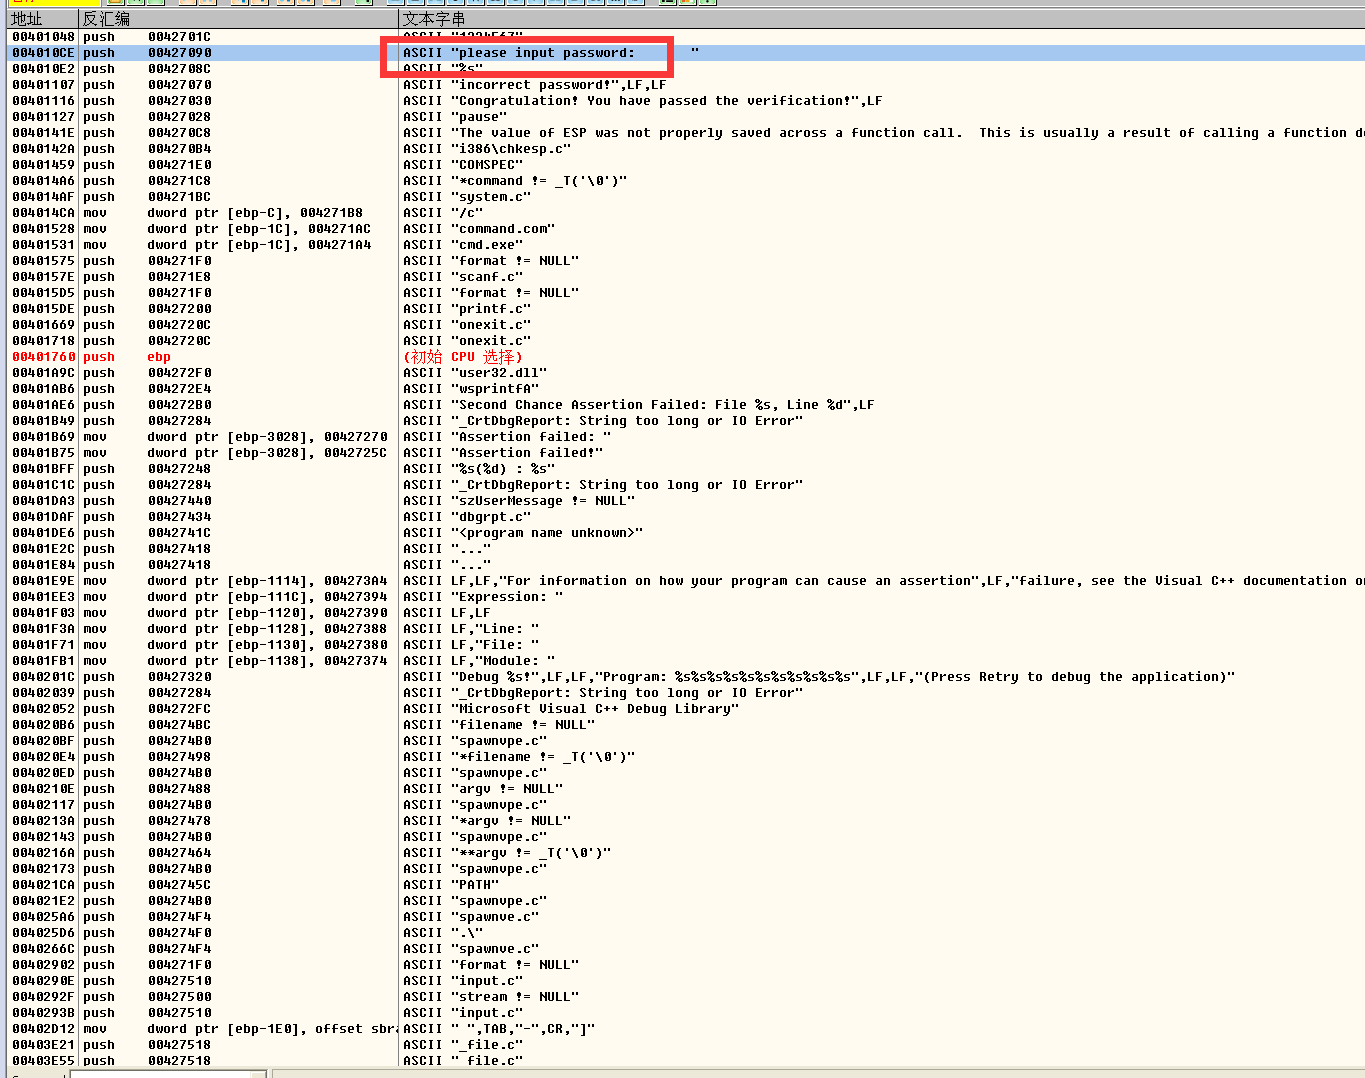 地址 反汇编 文本字串
00401048 push 0042701C ASCII "1234567"
004010CE push 00427090 ASCII "please input password:       "
004010E2 push 0042708C ASCII "%s"
00401107 push 00427070 ASCII "incorrect password!",LF,LF
00401116 push 00427030 ASCII "Congratulation! You have passed the verification!",LF
00401127 push 00427028 ASCII "pause"
0040141E push 004270C8 ASCII "The value of ESP was not properly saved across a function call.  This is usually a result of calling a function de
0040142A push 004270B4 ASCII "i386\chkesp.c"
00401459 push 004271E0 ASCII "COMSPEC"
004014A6 push 004271C8 ASCII "*command != _T('\0')"
004014AF push 004271BC ASCII "system.c"
004014CA mov dword ptr [ebp-C], 004271B8 ASCII "/c"
00401528 mov dword ptr [ebp-1C], 004271AC ASCII "command.com"
00401531 mov dword ptr [ebp-1C], 004271A4 ASCII "cmd.exe"
00401575 push 004271F0 ASCII "format != NULL"
0040157E push 004271E8 ASCII "scanf.c"
004015D5 push 004271F0 ASCII "format != NULL"
004015DE push 00427200 ASCII "printf.c"
00401669 push 0042720C ASCII "onexit.c"
00401718 push 0042720C ASCII "onexit.c"
00401760 push ebp (初始 CPU 选择)
00401A9C push 004272F0 ASCII "user32.dll"
00401AB6 push 004272E4 ASCII "wsprintfA"
00401AE6 push 004272B0 ASCII "Second Chance Assertion Failed: File %s, Line %d",LF
00401B49 push 00427284 ASCII "_CrtDbgReport: String too long or IO Error"
00401B69 mov dword ptr [ebp-3028], 00427270 ASCII "Assertion failed: "
00401B75 mov dword ptr [ebp-3028], 0042725C ASCII "Assertion failed!"
00401BFF push 00427248 ASCII "%s(%d) : %s"
00401C1C push 00427284 ASCII "_CrtDbgReport: String too long or IO Error"
00401DA3 push 00427440 ASCII "szUserMessage != NULL"
00401DAF push 00427434 ASCII "dbgrpt.c"
00401DE6 push 0042741C ASCII "<program name unknown>"
00401E2C push 00427418 ASCII "..."
00401E84 push 00427418 ASCII "..."
00401E9E mov dword ptr [ebp-1114], 004273A4 ASCII LF,LF,"For information on how your program can cause an assertion",LF,"failure, see the Visual C++ documentation on
00401EE3 mov dword ptr [ebp-111C], 00427394 ASCII "Expression: "
00401F03 mov dword ptr [ebp-1120], 00427390 ASCII LF,LF
00401F3A mov dword ptr [ebp-1128], 00427388 ASCII LF,"Line: "
00401F71 mov dword ptr [ebp-1130], 00427380 ASCII LF,"File: "
00401FB1 mov dword ptr [ebp-1138], 00427374 ASCII LF,"Module: "
0040201C push 00427320 ASCII "Debug %s!",LF,LF,"Program: %s%s%s%s%s%s%s%s%s%s%s",LF,LF,"(Press Retry to debug the application)"
00402039 push 00427284 ASCII "_CrtDbgReport: String too long or IO Error"
00402052 push 004272FC ASCII "Microsoft Visual C++ Debug Library"
004020B6 push 004274BC ASCII "filename != NULL"
004020BF push 004274B0 ASCII "spawnvpe.c"
004020E4 push 00427498 ASCII "*filename != _T('\0')"
004020ED push 004274B0 ASCII "spawnvpe.c"
0040210E push 00427488 ASCII "argv != NULL"
00402117 push 004274B0 ASCII "spawnvpe.c"
0040213A push 00427478 ASCII "*argv != NULL"
00402143 push 004274B0 ASCII "spawnvpe.c"
0040216A push 00427464 ASCII "**argv != _T('\0')"
00402173 push 004274B0 ASCII "spawnvpe.c"
004021CA push 0042745C ASCII "PATH"
004021E2 push 004274B0 ASCII "spawnvpe.c"
004025A6 push 004274F4 ASCII "spawnve.c"
004025D6 push 004274F0 ASCII ".\"
0040266C push 004274F4 ASCII "spawnve.c"
00402902 push 004271F0 ASCII "format != NULL"
0040290E push 00427510 ASCII "input.c"
0040292F push 00427500 ASCII "stream != NULL"
0040293B push 00427510 ASCII "input.c"
00402D12 mov dword ptr [ebp-1E0], offset sbra ASCII " ",TAB,"-",CR,"]"
00403E21 push 00427518 ASCII "_file.c"
00403E55 push 00427518 ASCII "_file.c"